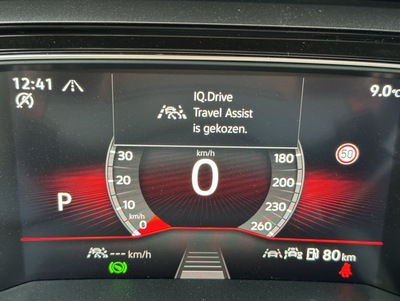 12:41
IQ.Drive
9.0°C
Travel Assist
is gekozen.
30 km/h 180
50
20 0 200
P
10 230
km/h
0 260
--- km/h
80 km